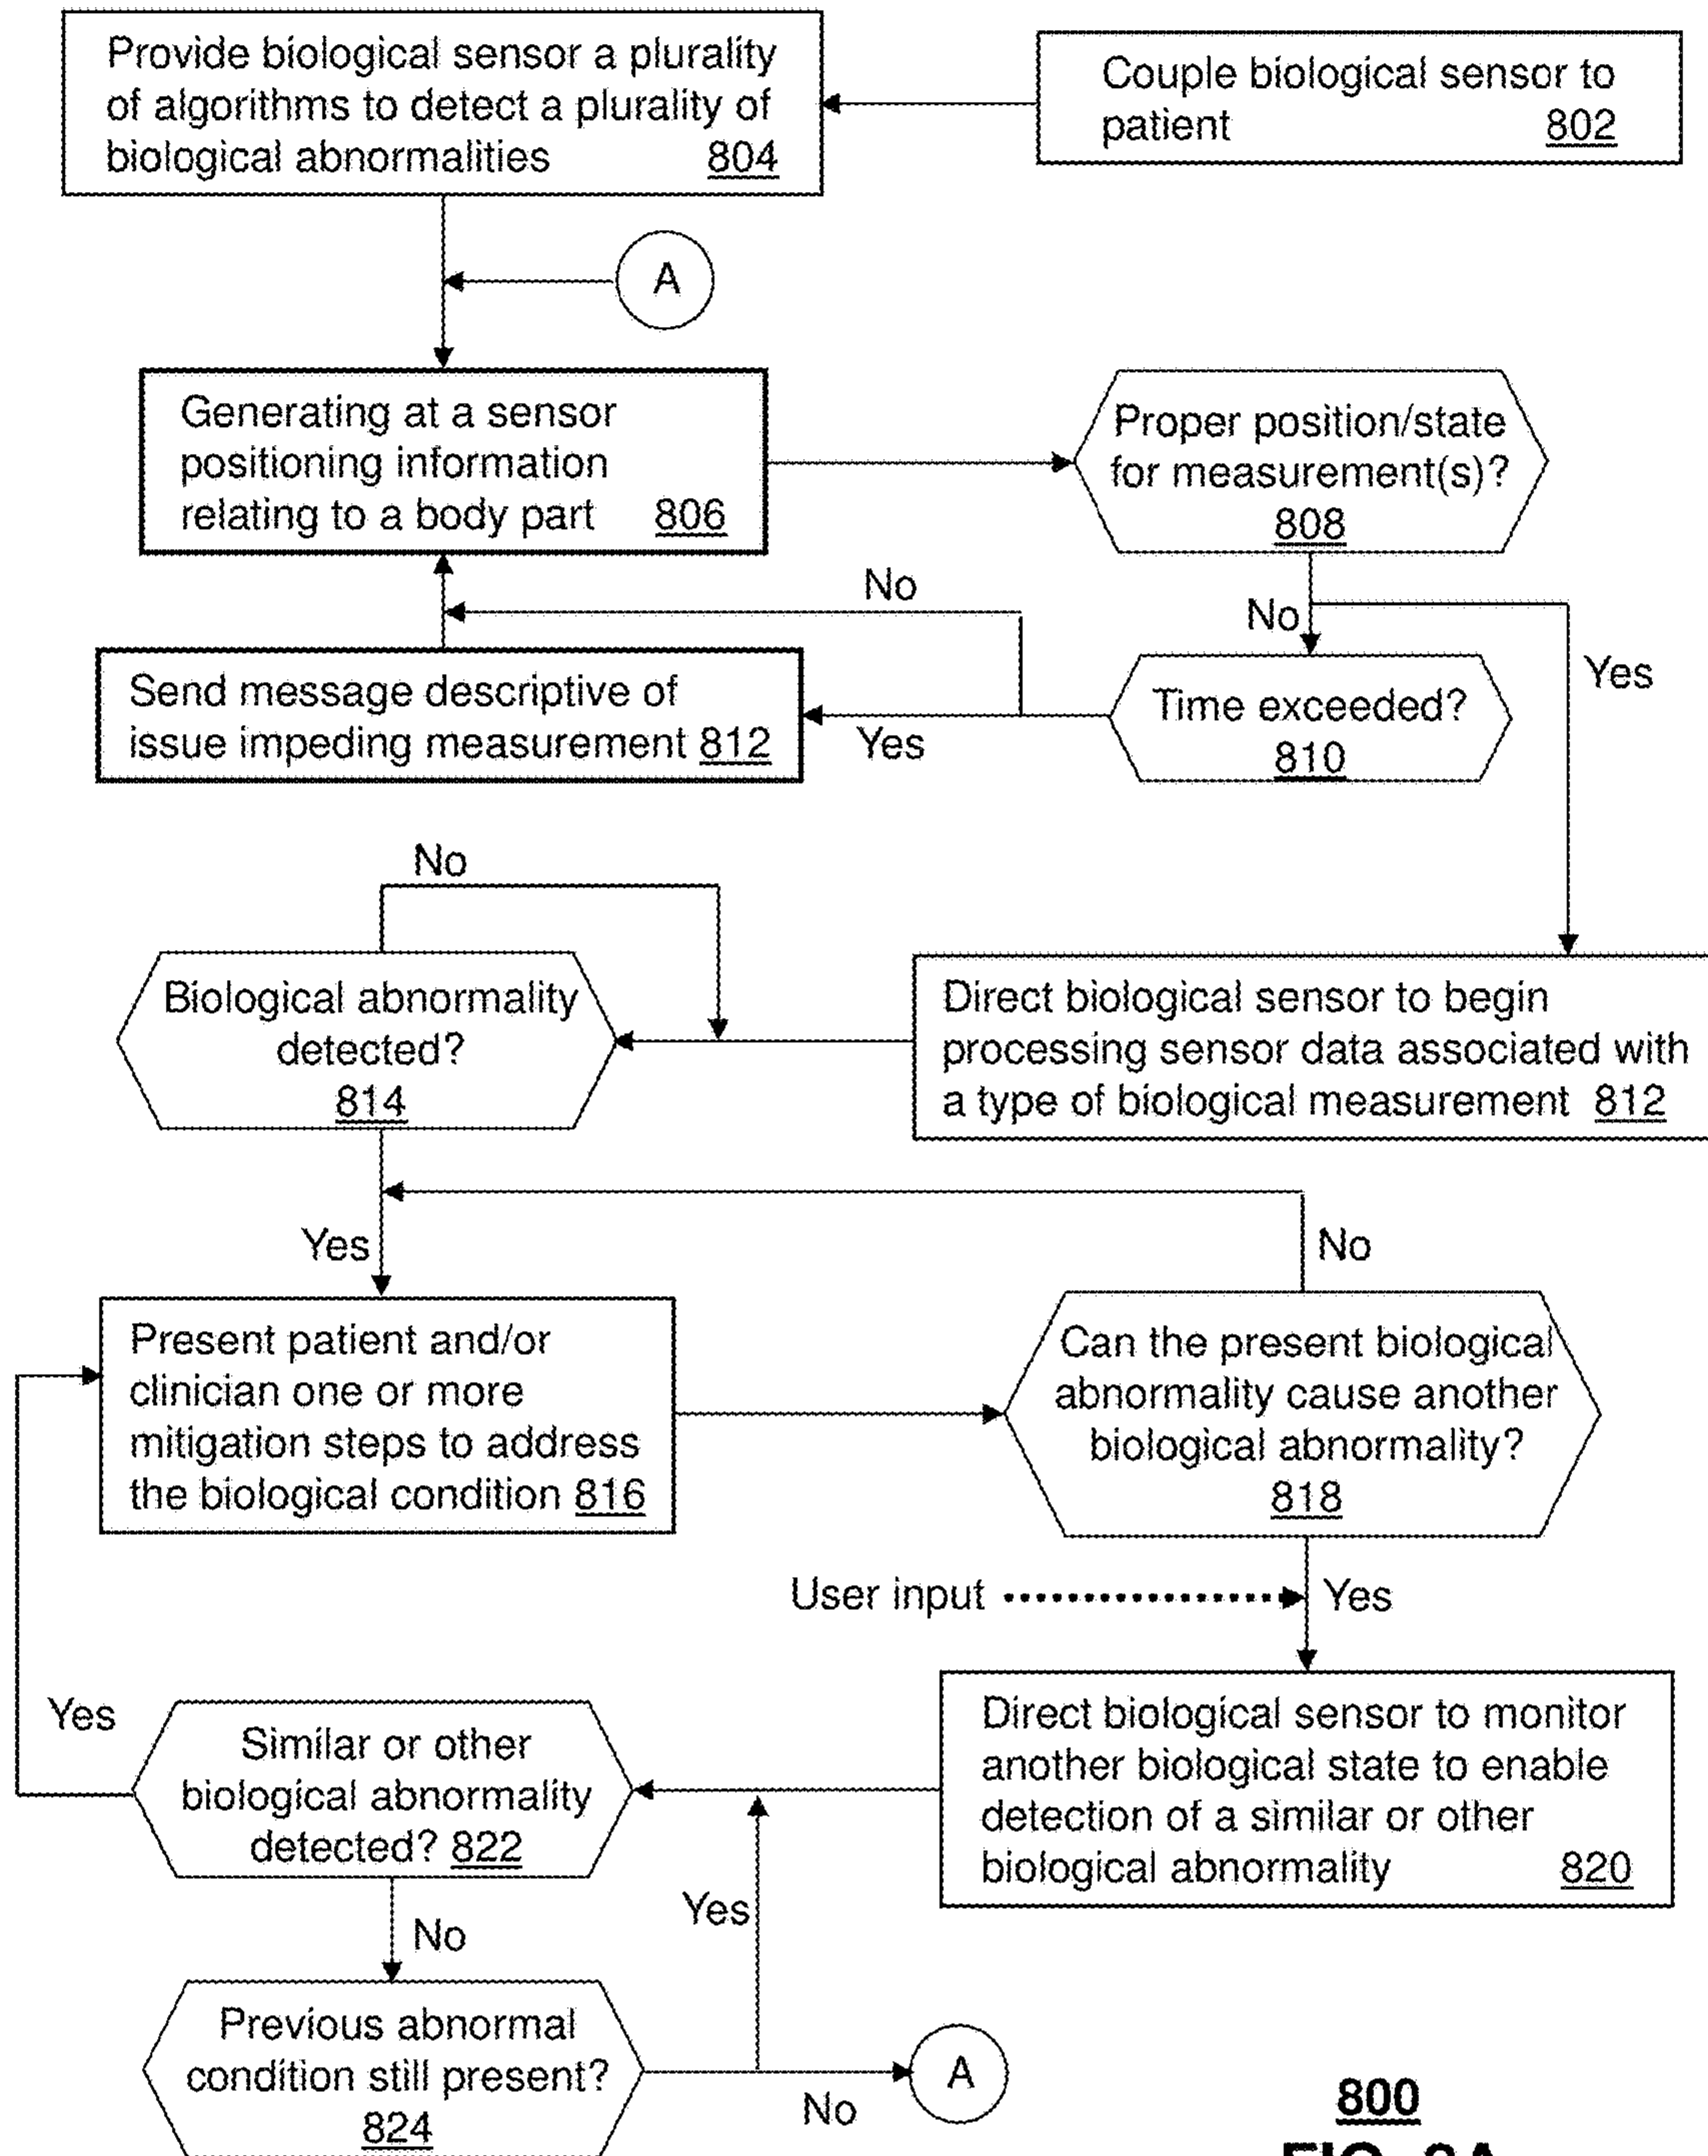 Provide biological sensor a plurality
of algorithms to detect a plurality of
biological abnormalities 804
Couple biological sensor to
patient 802
A
Generating at a sensor
positioning information
relating to a body part 806
Proper position/state
for measurement(s)?
808
No
No
Yes
Send message descriptive of
issue impeding measurement 812
Yes
Time exceeded?
810
No
Biological abnormality
detected?
814
Direct biological sensor to begin
processing sensor data associated with
a type of biological measurement 812
Yes
No
Present patient and/or
clinician one or more
mitigation steps to address
the biological condition 816
Can the present biological
abnormality cause another
biological abnormality?
818
User input
Yes
Yes
Similar or other
biological abnormality
detected? 822
Direct biological sensor to monitor
another biological state to enable
detection of a similar or other
biological abnormality 820
Yes
No
Previous abnormal
condition still present?
824
No
A
800